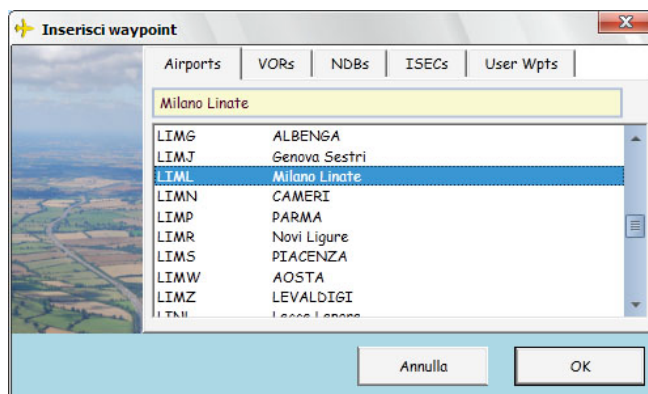 Inserisci waypoint
Airports VORs NDBs ISECs User Wpts
Milano Linate
LIMG ALBENGA
LIMJ Genova Sestri
LIML Milano Linate
LIMN CAMERI
LIMP PARMA
LIMR Novi Ligure
LIMS PIACENZA
LIMW AOSTA
LIMZ LEVALDIGI
Annulla OK